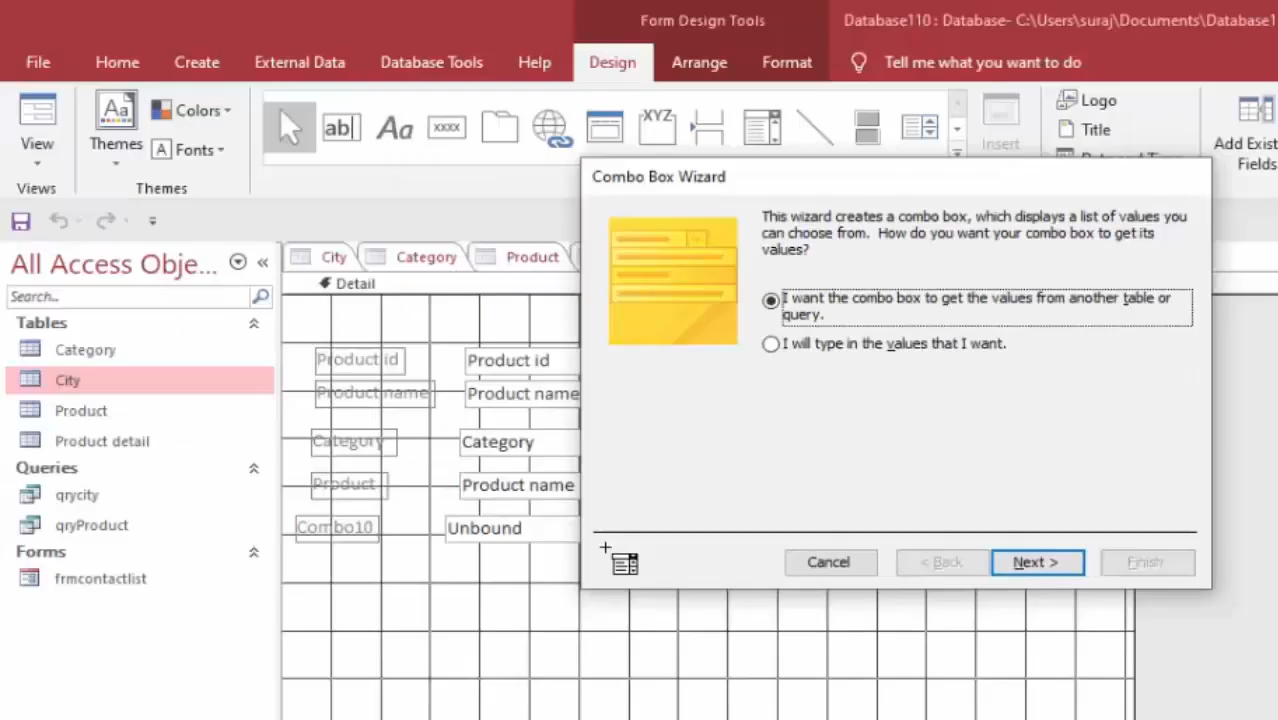 Form Design Tools
Database110 : Database- C:\Users\suraj\Documents\Database1
File
Home
Create
External Data
Database Tools
Help
Design
Arrange
Format
Tell me what you want to do
View
Views
Themes
Colors
Fonts
Themes
ab|
Aa
XXXX
XYZ
Insert
Logo
Title
Add Exist
Fields
All Access Obje...
Search...
Tables
Category
City
Product
Product detail
Queries
qrycity
qryProduct
Forms
frmcontactlist
City
Category
Product
Detail
Product id
Product id
Product name
Product name
Category
Category
Product
Product name
Combo10
Unbound
Combo Box Wizard
This wizard creates a combo box, which displays a list of values you
can choose from.  How do you want your combo box to get its
values?
I want the combo box to get the values from another table or
query.
I will type in the values that I want.
Cancel
< Back
Next >
Finish